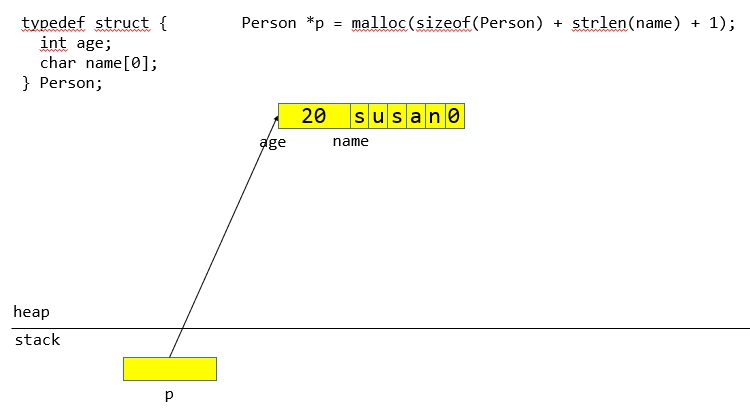 typedef struct {
int age;
char name[0];
} Person;
Person *p = malloc(sizeof(Person) + strlen(name) + 1);
20 s u s a n 0
age name
heap
stack
p